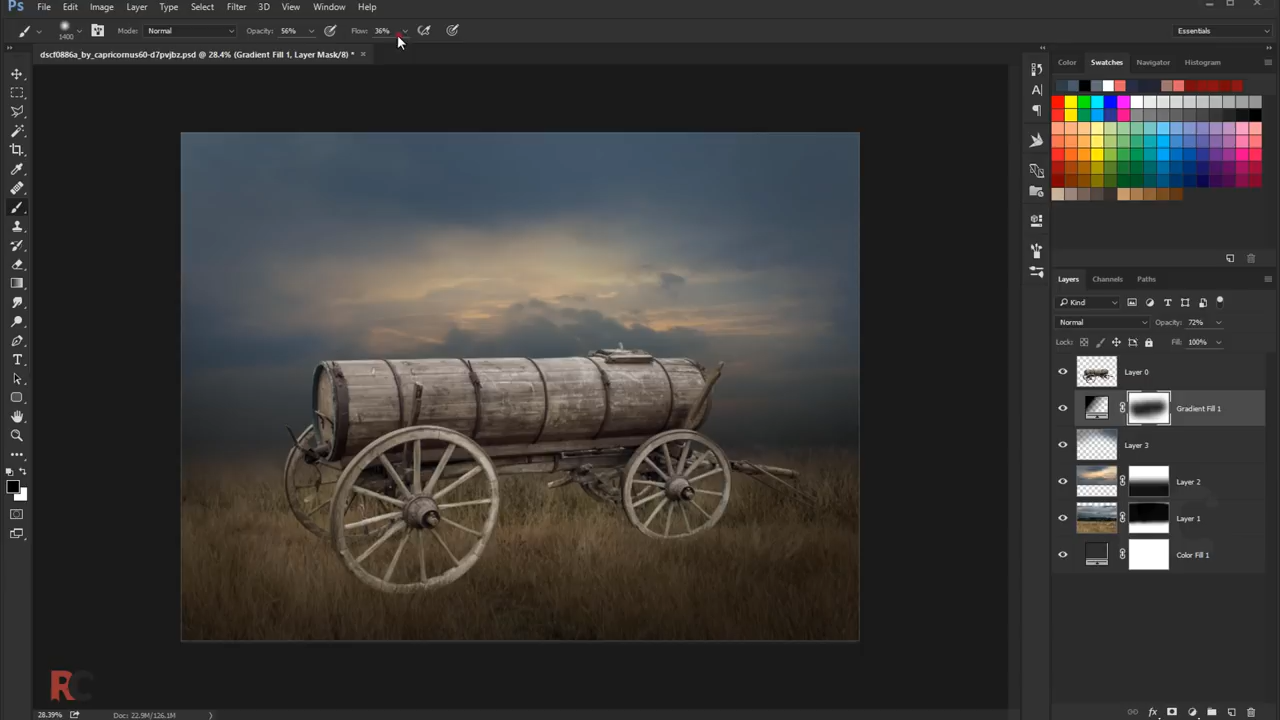 Ps File Edit Image Layer Type Select Filter 3D View Window Help
1400 Mode: Normal Opacity: 56% Flow: 36% Essentials
dscf0886a_by_capricornus60-d7pvjbz.psd @ 28.4% (Gradient Fill 1, Layer Mask/8) * ×
Color Swatches Navigator Histogram
Layers Channels Paths
Kind
Normal Opacity: 72%
Lock: Fill: 100%
Layer 0
Gradient Fill 1
Layer 3
Layer 2
Layer 1
Color Fill 1
RC
28.39% Doc: 22.9M/126.1M